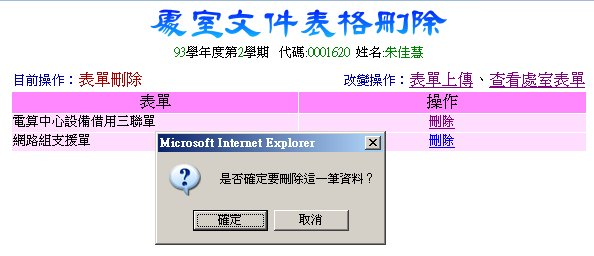 處室文件表格刪除
93學年度第2學期 代碼:0001620 姓名:朱佳慧
目前操作：表單刪除 改變操作：表單上傳、查看處室表單
表單 操作
電算中心設備借用三聯單 刪除
網路組支援單 刪除
Microsoft Internet Explorer
是否確定要刪除這一筆資料？
確定 取消